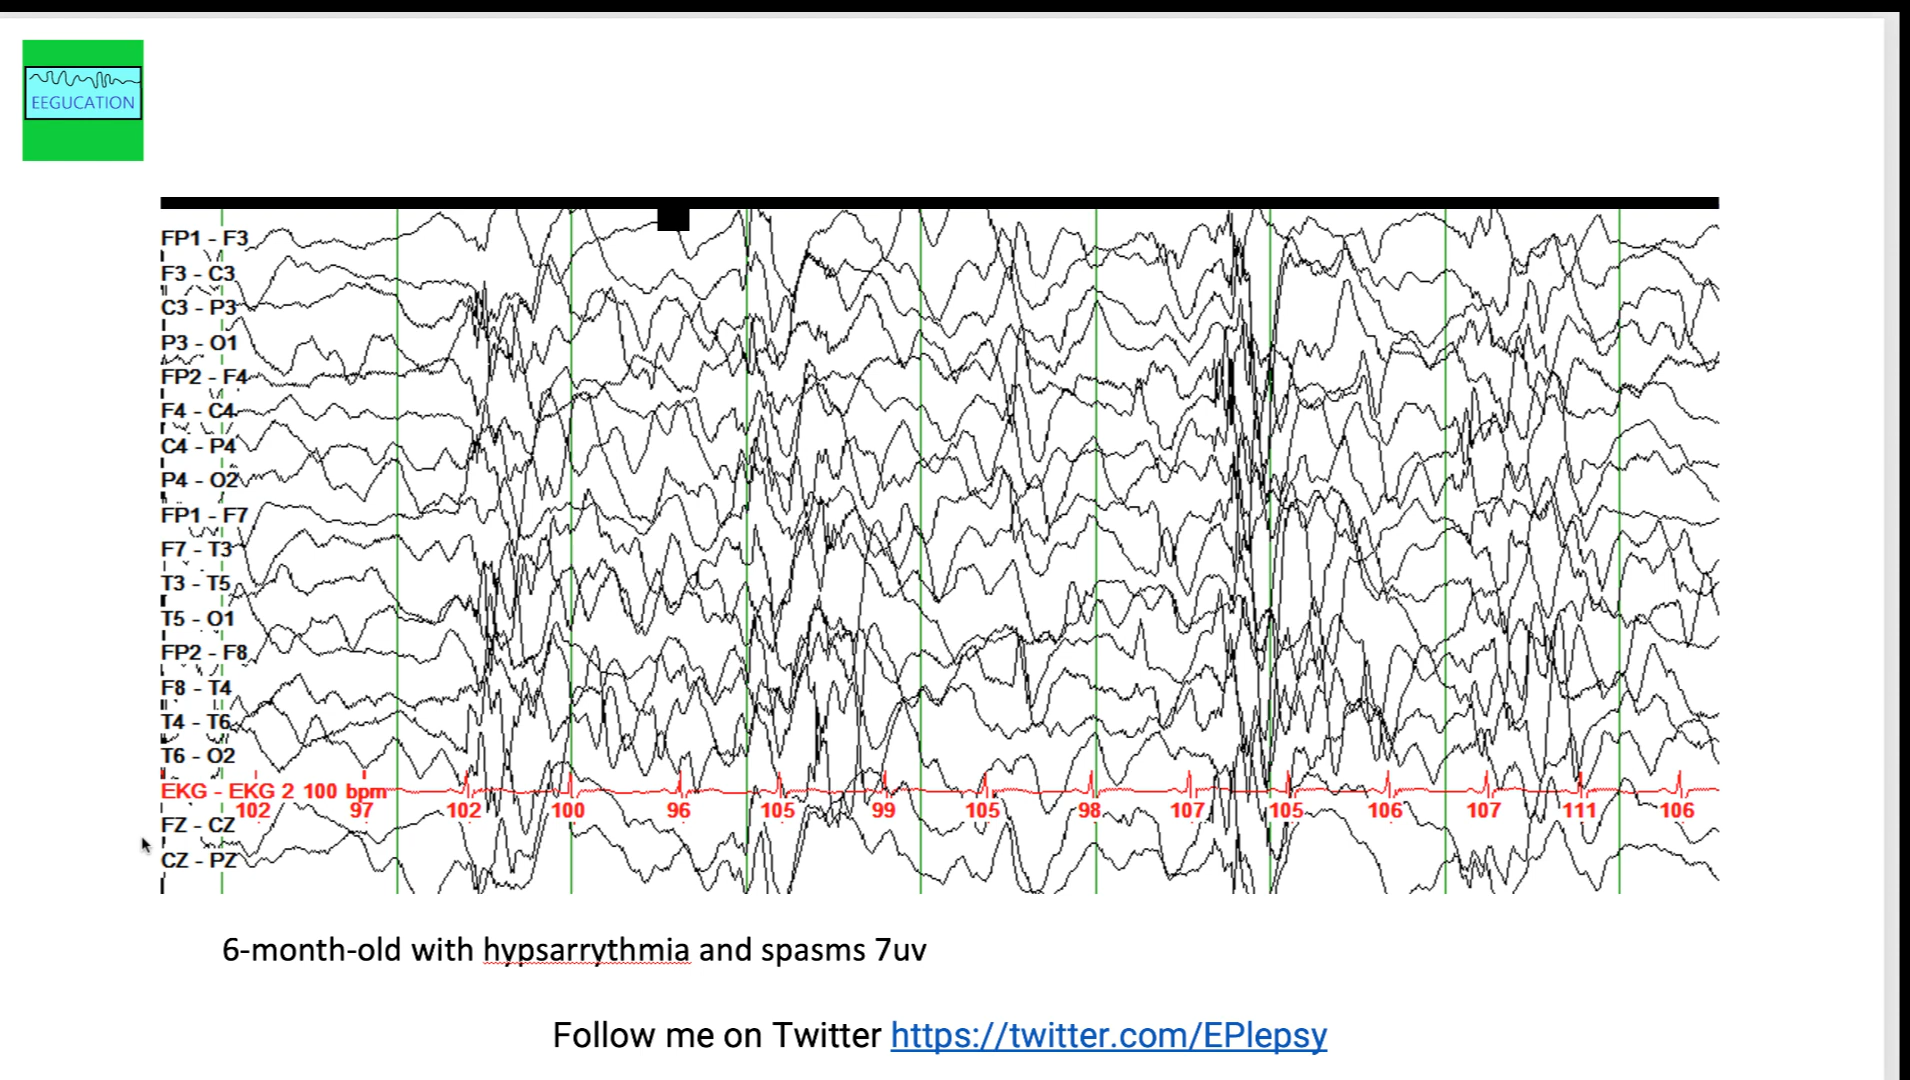 EEGUCATION
FP1 - F3
F3 - C3
C3 - P3
P3 - O1
FP2 - F4
F4 - C4
C4 - P4
P4 - O2
FP1 - F7
F7 - T3
T3 - T5
T5 - O1
FP2 - F8
F8 - T4
T4 - T6
T6 - O2
EKG - EKG 2 100 bpm
102 97 102 100 96 105 99 105 98 107 105 106 107 111 106
FZ - CZ
CZ - PZ
6-month-old with hypsarrythmia and spasms 7uv
Follow me on Twitter https://twitter.com/EPlepsy